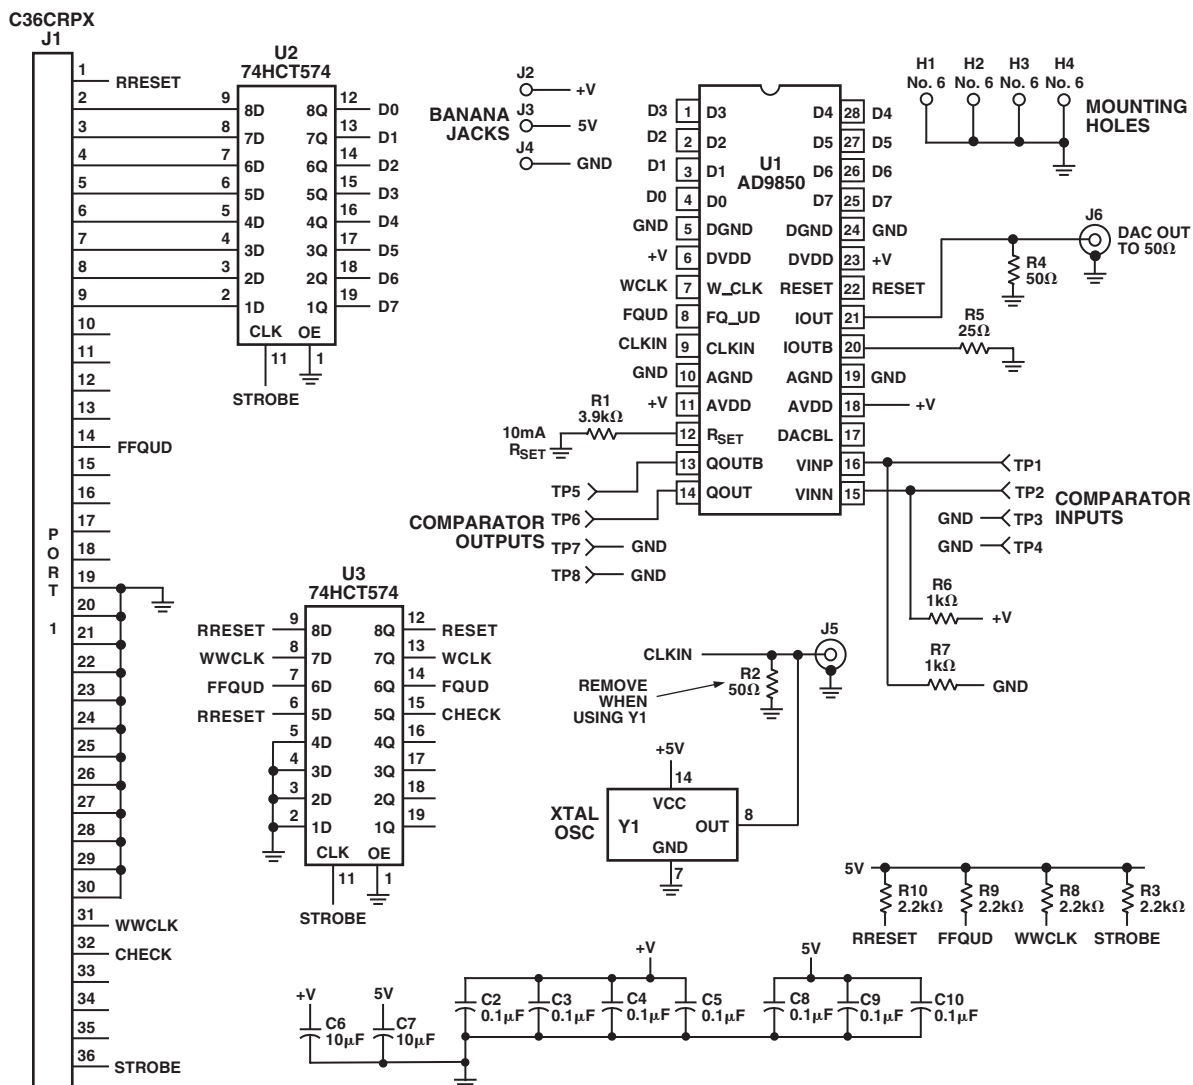 C36CRPX
J1
PORT 1
1 RRESET
2
3
4
5
6
7
8
9
10
11
12
13
14 FFQUD
15
16
17
18
19
20
21
22
23
24
25
26
27
28
29
30
31 WWCLK
32 CHECK
33
34
35
36 STROBE
U2
74HCT574
9 8D 8Q 12 D0
8 7D 7Q 13 D1
7 6D 6Q 14 D2
6 5D 5Q 15 D3
5 4D 4Q 16 D4
4 3D 3Q 17 D5
3 2D 2Q 18 D6
2 1D 1Q 19 D7
CLK OE
11 1
STROBE
BANANA
JACKS
J2 +V
J3 5V
J4 GND
U1
AD9850
D3 1 D3 D4 28 D4
D2 2 D2 D5 27 D5
D1 3 D1 D6 26 D6
D0 4 D0 D7 25 D7
GND 5 DGND DGND 24 GND
+V 6 DVDD DVDD 23 +V
WCLK 7 W_CLK RESET 22 RESET
FQUD 8 FQ_UD IOUT 21
CLKIN 9 CLKIN IOUTB 20
GND 10 AGND AGND 19 GND
+V 11 AVDD AVDD 18 +V
12 RSET DACBL 17
13 QOUTB VINP 16
14 QOUT VINN 15
H1 H2 H3 H4
No. 6 No. 6 No. 6 No. 6
MOUNTING
HOLES
J6
DAC OUT
TO 50Ω
R4
50Ω
R5
25Ω
R1
3.9kΩ
10mA
RSET
TP5
TP6
TP7 GND
TP8 GND
COMPARATOR
OUTPUTS
TP1
TP2
GND TP3
GND TP4
COMPARATOR
INPUTS
R6
1kΩ
+V
R7
1kΩ
GND
U3
74HCT574
RRESET 9 8D 8Q 12 RESET
WWCLK 8 7D 7Q 13 WCLK
FFQUD 7 6D 6Q 14 FQUD
RRESET 6 5D 5Q 15 CHECK
5 4D 4Q 16
4 3D 3Q 17
3 2D 2Q 18
2 1D 1Q 19
CLK OE
11 1
STROBE
CLKIN
J5
R2
50Ω
REMOVE
WHEN
USING Y1
+5V
14
XTAL
OSC
VCC
Y1 OUT 8
GND
7
5V
R10
2.2kΩ
R9
2.2kΩ
R8
2.2kΩ
R3
2.2kΩ
RRESET FFQUD WWCLK STROBE
+V
C6
10µF
5V
C7
10µF
+V
C2
0.1µF
C3
0.1µF
C4
0.1µF
C5
0.1µF
5V
C8
0.1µF
C9
0.1µF
C10
0.1µF